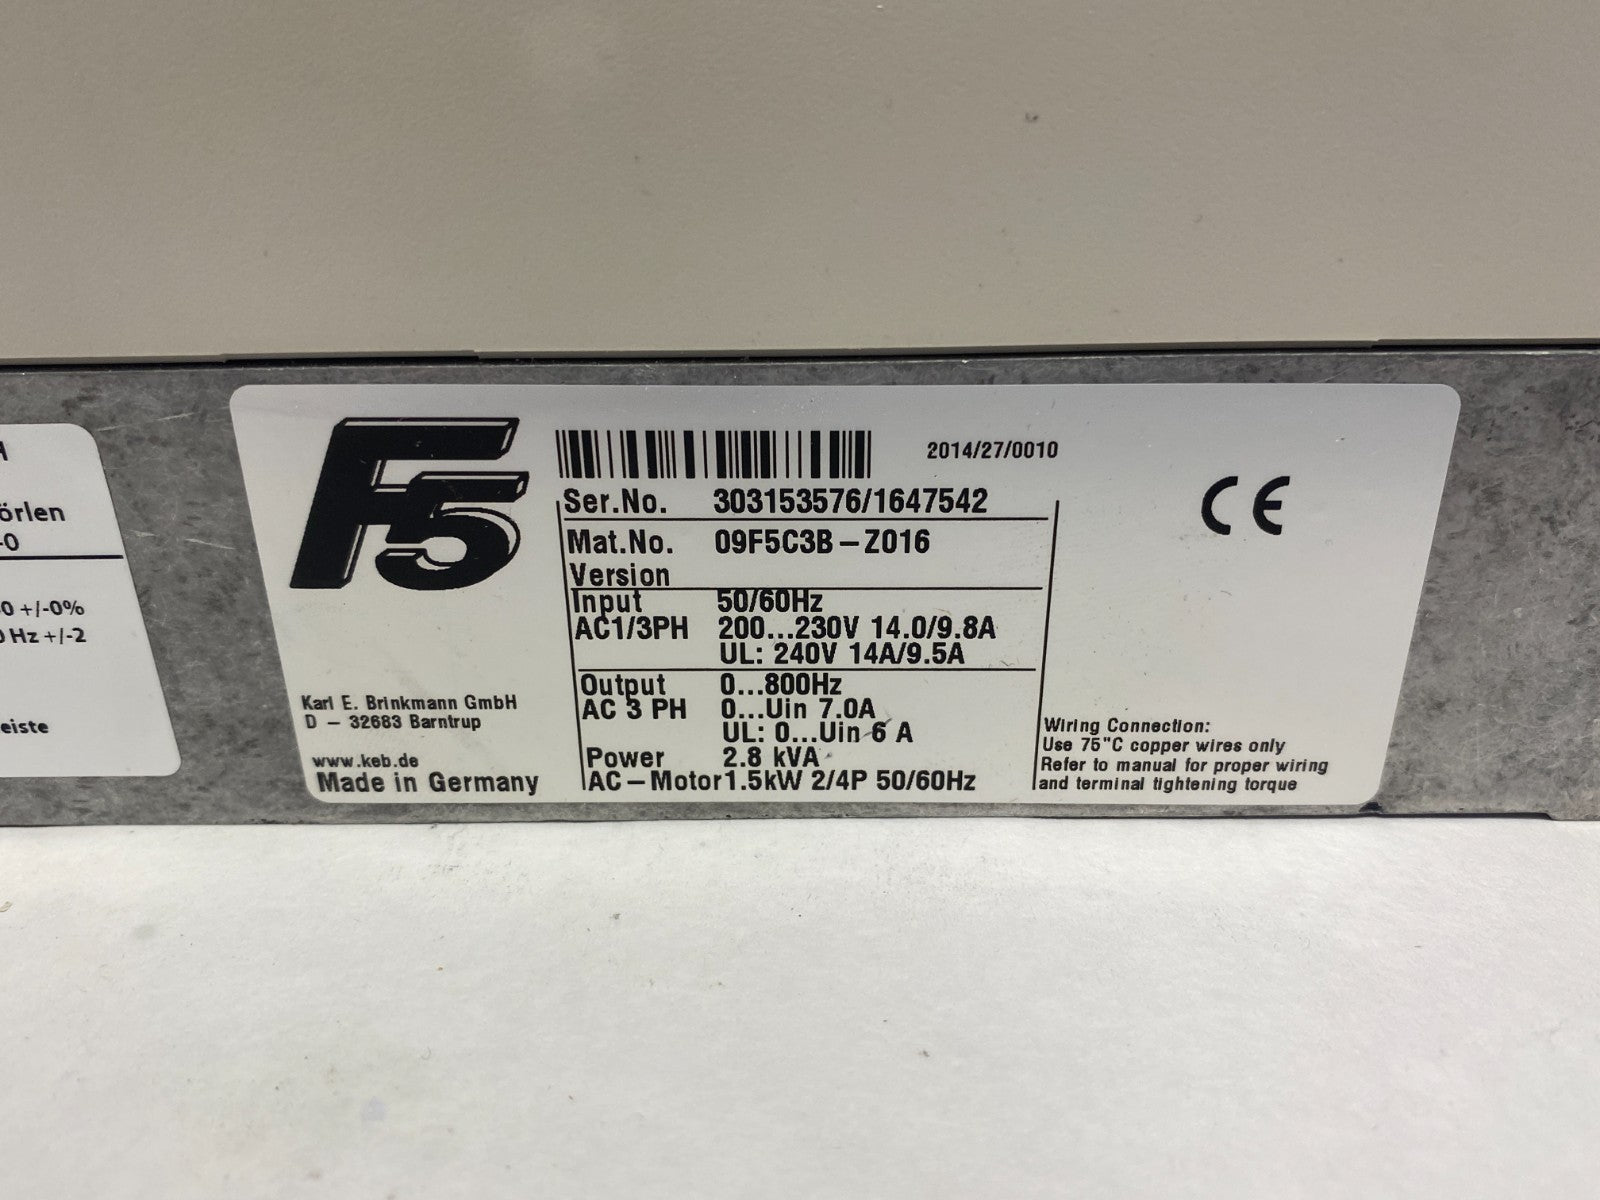 örlen
-0
0 +/-0%
Hz +/-2
eiste
F5
2014/27/0010
Ser.No. 303153576/1647542
Mat.No. 09F5C3B-Z016
Version
Input 50/60Hz
AC1/3PH 200...230V 14.0/9.8A
UL: 240V 14A/9.5A
Output 0...800Hz
AC 3 PH 0...Uin 7.0A
UL: 0...Uin 6 A
Power 2.8 kVA
AC-Motor 1.5kW 2/4P 50/60Hz
Karl E. Brinkmann GmbH
D - 32683 Barntrup
www.keb.de
Made in Germany
CE
Wiring Connection:
Use 75"C copper wires only
Refer to manual for proper wiring
and terminal tightening torque